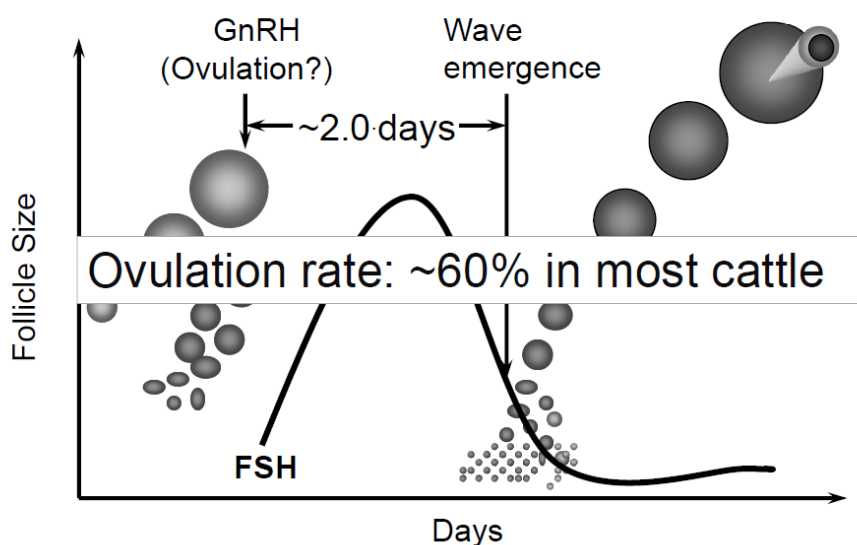 GnRH
(Ovulation?)
Wave
emergence
~2.0 days
Follicle Size
Ovulation rate: ~60% in most cattle
FSH
Days